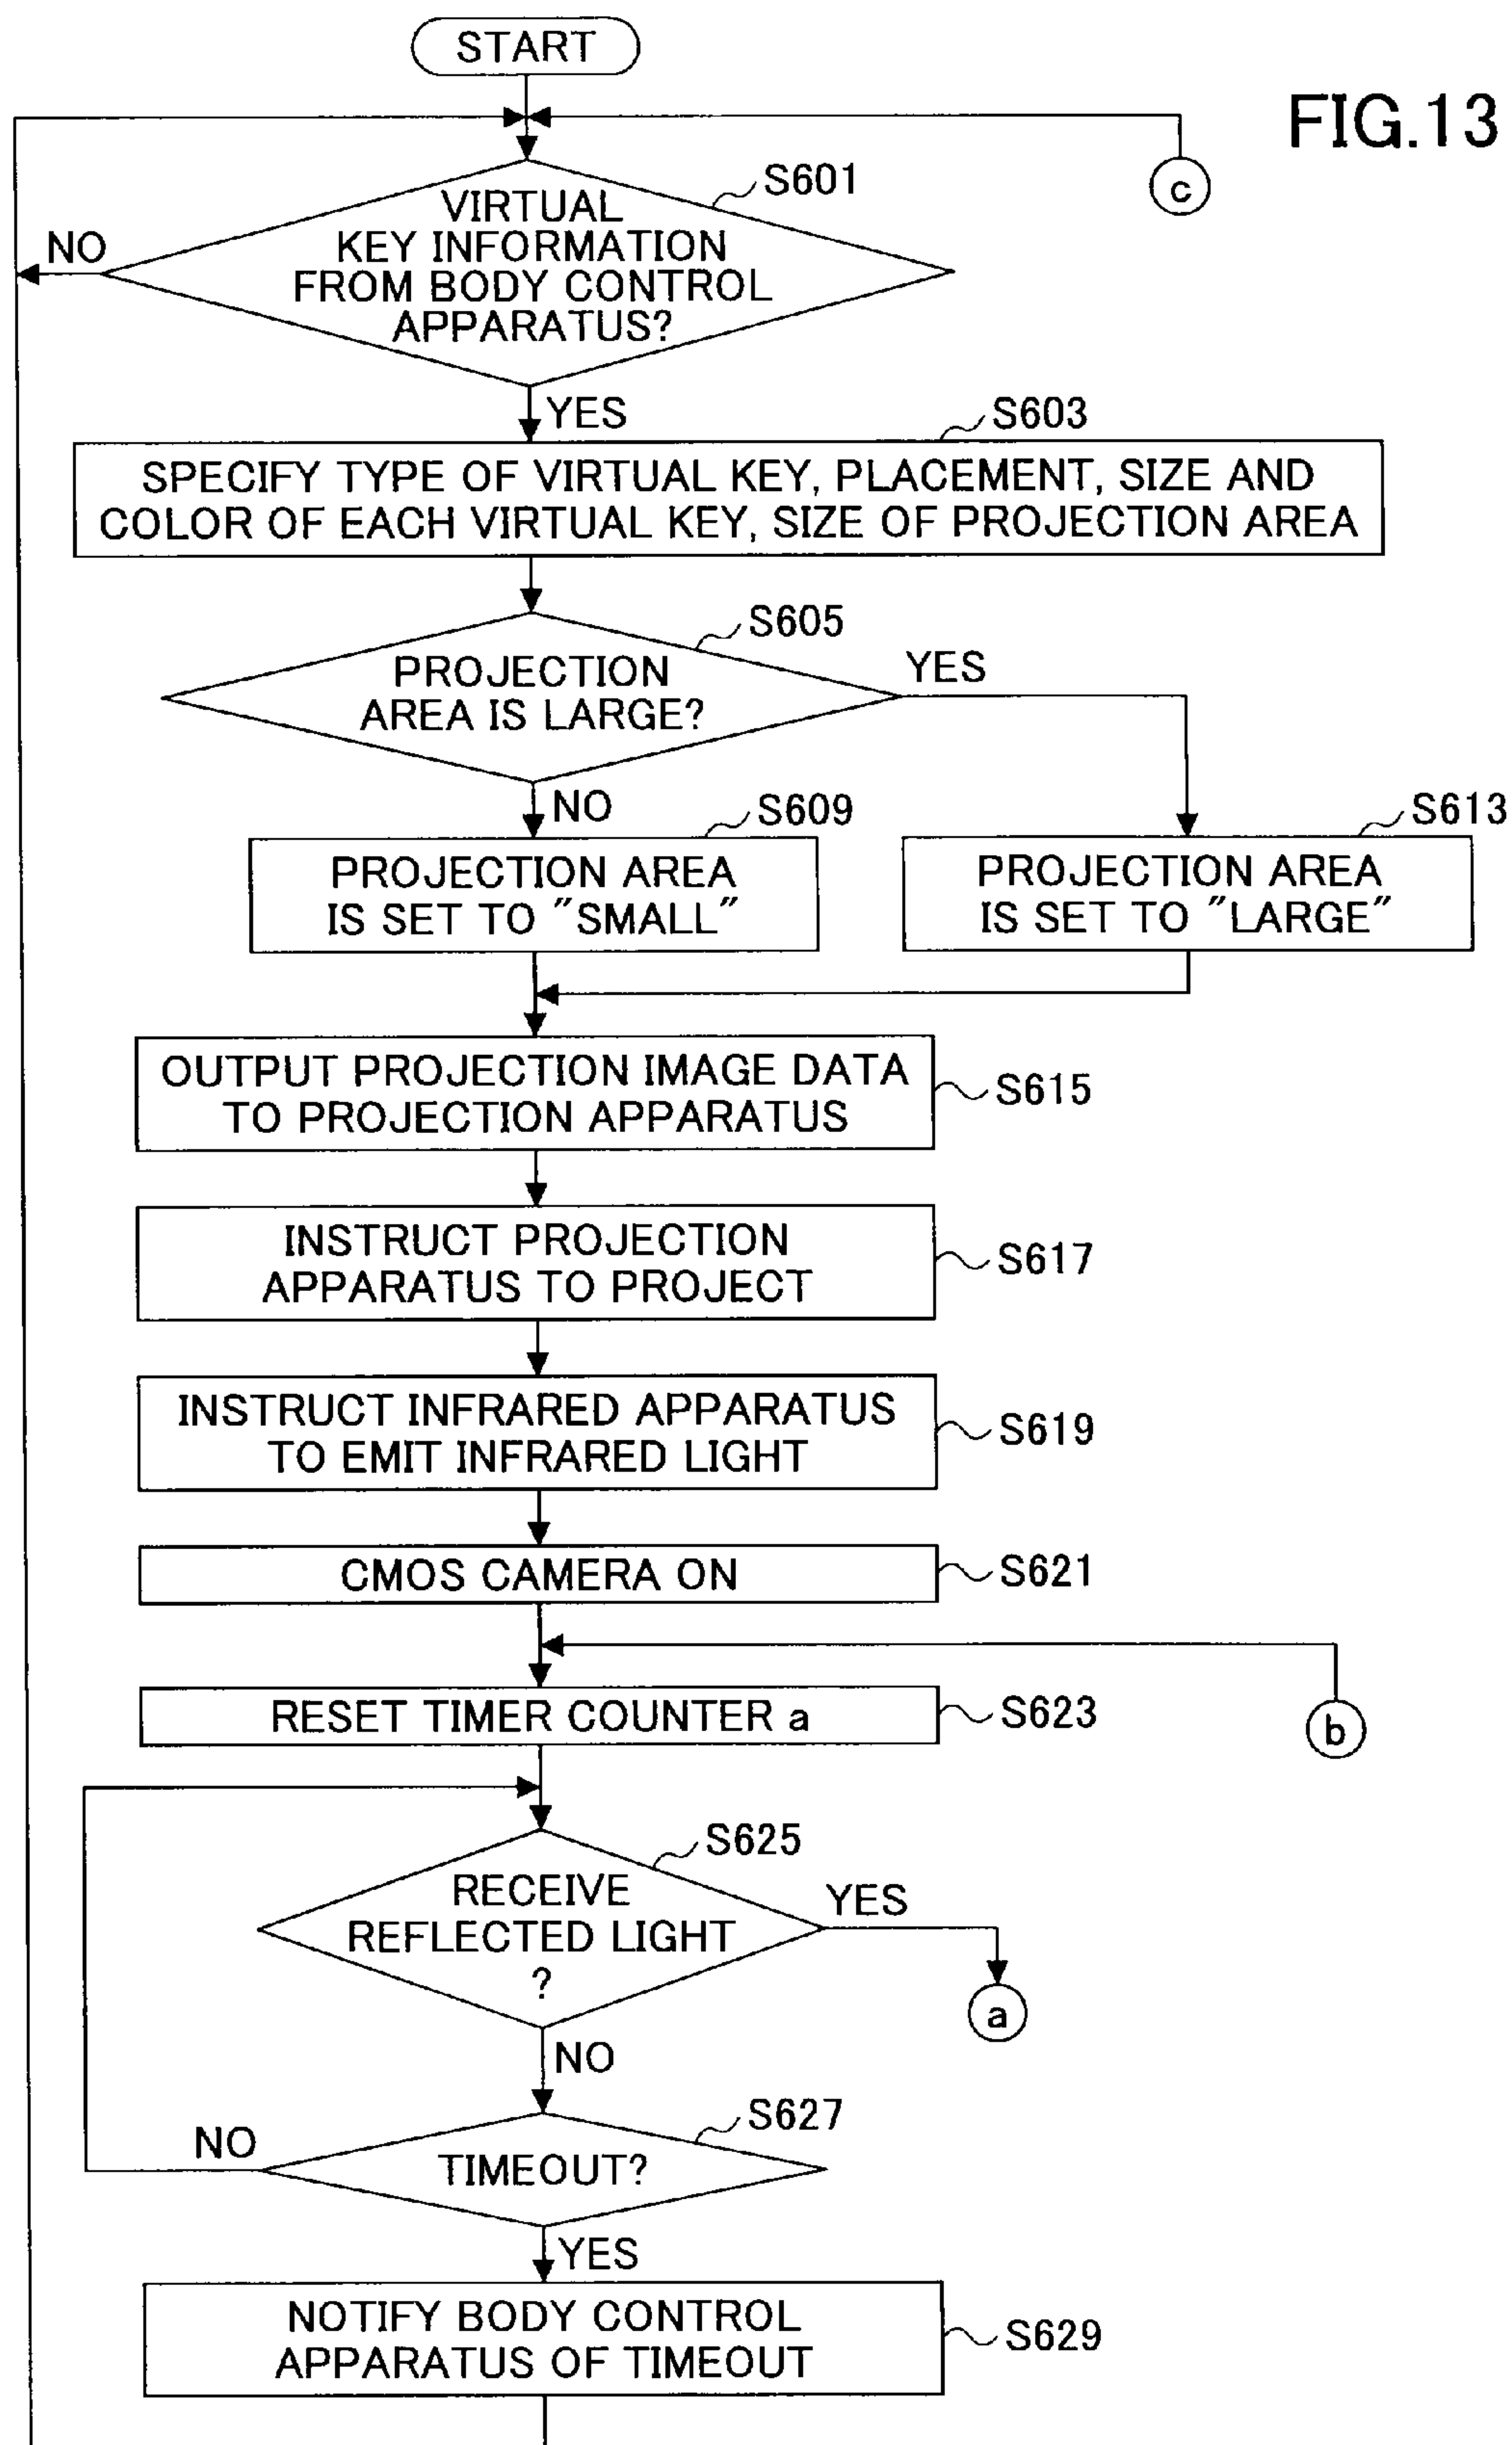 START
FIG.13
c
S601
VIRTUAL
KEY INFORMATION
FROM BODY CONTROL
APPARATUS?
NO
YES
S603
SPECIFY TYPE OF VIRTUAL KEY, PLACEMENT, SIZE AND
COLOR OF EACH VIRTUAL KEY, SIZE OF PROJECTION AREA
S605
PROJECTION
AREA IS LARGE?
YES
NO
S609
PROJECTION AREA
IS SET TO "SMALL"
S613
PROJECTION AREA
IS SET TO "LARGE"
OUTPUT PROJECTION IMAGE DATA
TO PROJECTION APPARATUS
S615
INSTRUCT PROJECTION
APPARATUS TO PROJECT
S617
INSTRUCT INFRARED APPARATUS
TO EMIT INFRARED LIGHT
S619
CMOS CAMERA ON
S621
RESET TIMER COUNTER a
S623
b
S625
RECEIVE
REFLECTED LIGHT
?
YES
a
NO
S627
TIMEOUT?
NO
YES
NOTIFY BODY CONTROL
APPARATUS OF TIMEOUT
S629